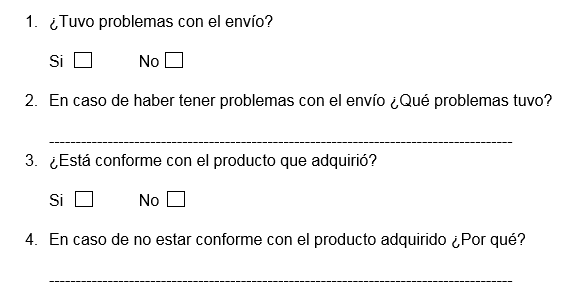 1. ¿Tuvo problemas con el envío?
Si ☐ No ☐
2. En caso de haber tener problemas con el envío ¿Qué problemas tuvo?
3. ¿Está conforme con el producto que adquirió?
Si ☐ No ☐
4. En caso de no estar conforme con el producto adquirido ¿Por qué?